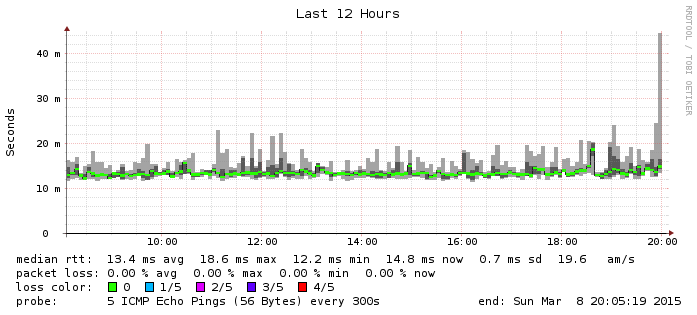 Last 12 Hours
RRDTOOL / TOBI OETIKER
Seconds
40 m
30 m
20 m
10 m
0
10:00 12:00 14:00 16:00 18:00 20:00
median rtt: 13.4 ms avg 18.6 ms max 12.2 ms min 14.8 ms now 0.7 ms sd 19.6 am/s
packet loss: 0.00 % avg 0.00 % max 0.00 % min 0.00 % now
loss color: 0 1/5 2/5 3/5 4/5
probe: 5 ICMP Echo Pings (56 Bytes) every 300s end: Sun Mar 8 20:05:19 2015